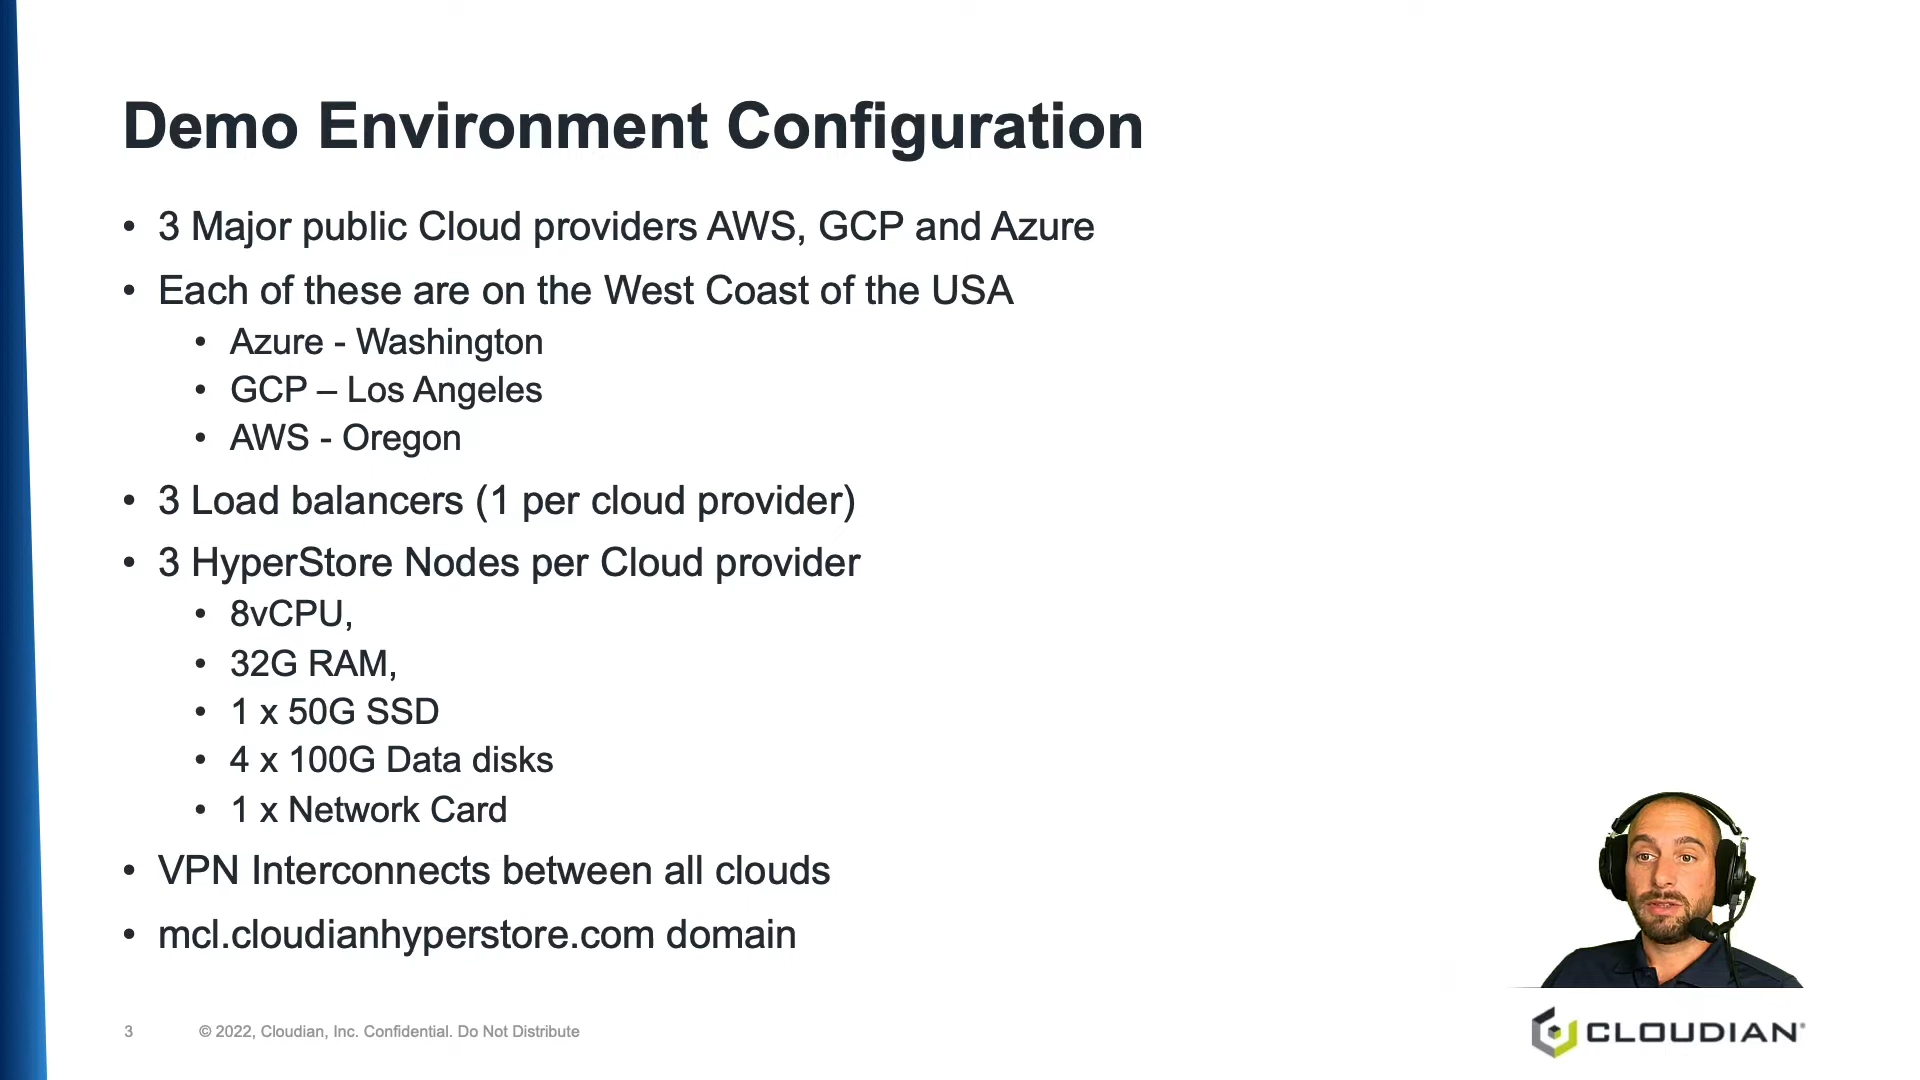 Demo Environment Configuration
• 3 Major public Cloud providers AWS, GCP and Azure
• Each of these are on the West Coast of the USA
• Azure - Washington
• GCP – Los Angeles
• AWS - Oregon
• 3 Load balancers (1 per cloud provider)
• 3 HyperStore Nodes per Cloud provider
• 8vCPU,
• 32G RAM,
• 1 x 50G SSD
• 4 x 100G Data disks
• 1 x Network Card
• VPN Interconnects between all clouds
• mcl.cloudianhyperstore.com domain
3 © 2022, Cloudian, Inc. Confidential. Do Not Distribute
CLOUDIAN®